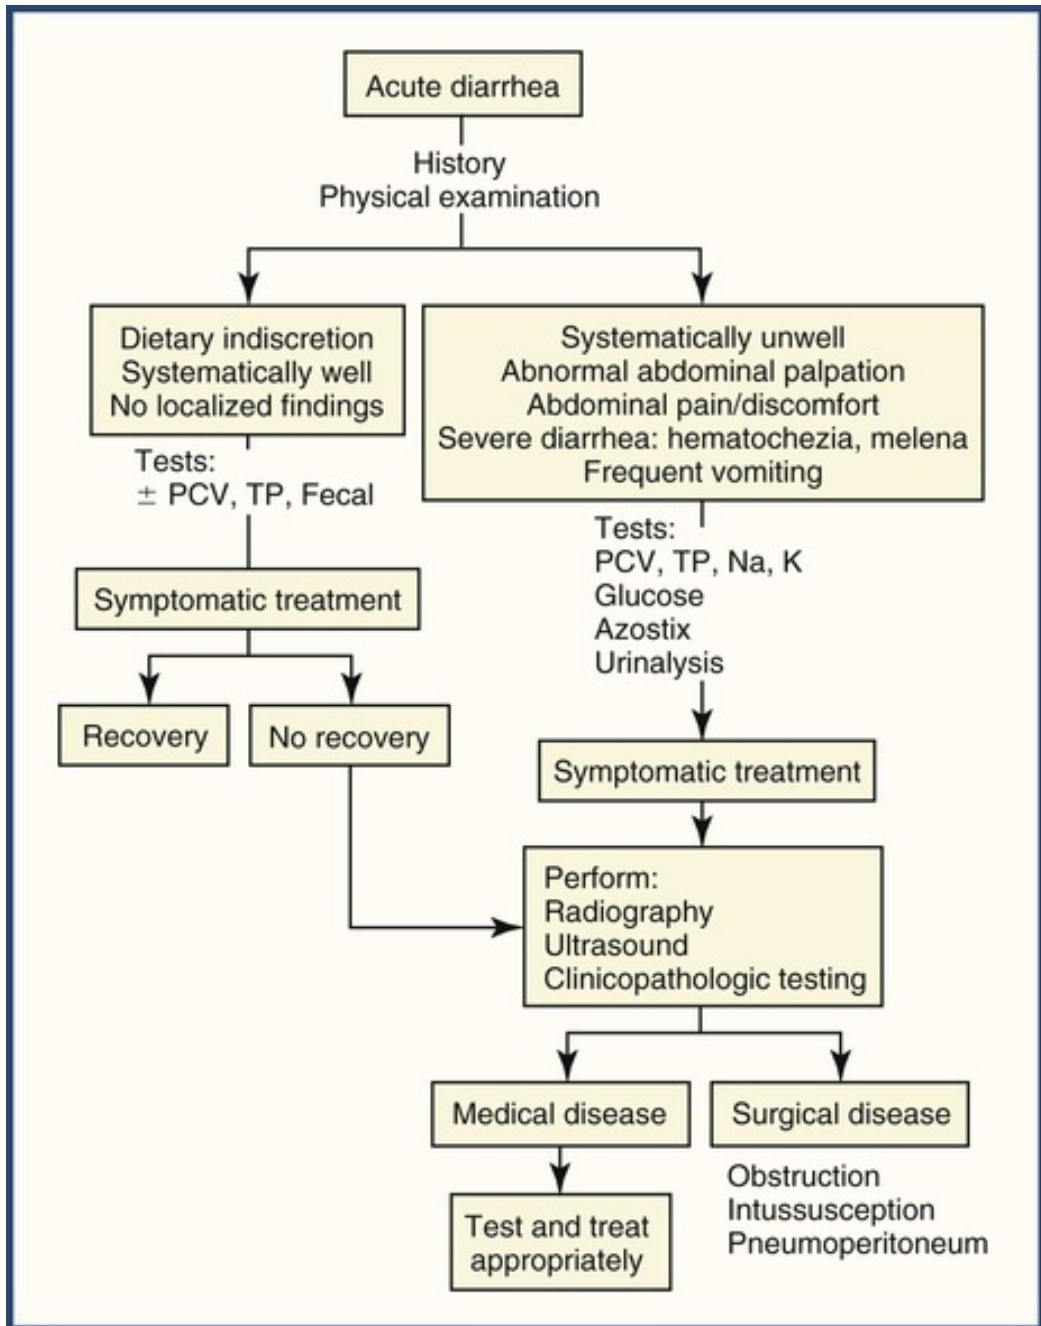 Acute diarrhea
History
Physical examination
Dietary indiscretion
Systematically well
No localized findings
Tests:
± PCV, TP, Fecal
Symptomatic treatment
Recovery
No recovery
Systematically unwell
Abnormal abdominal palpation
Abdominal pain/discomfort
Severe diarrhea: hematochezia, melena
Frequent vomiting
Tests:
PCV, TP, Na, K
Glucose
Azostix
Urinalysis
Symptomatic treatment
Perform:
Radiography
Ultrasound
Clinicopathologic testing
Medical disease
Test and treat
appropriately
Surgical disease
Obstruction
Intussusception
Pneumoperitoneum